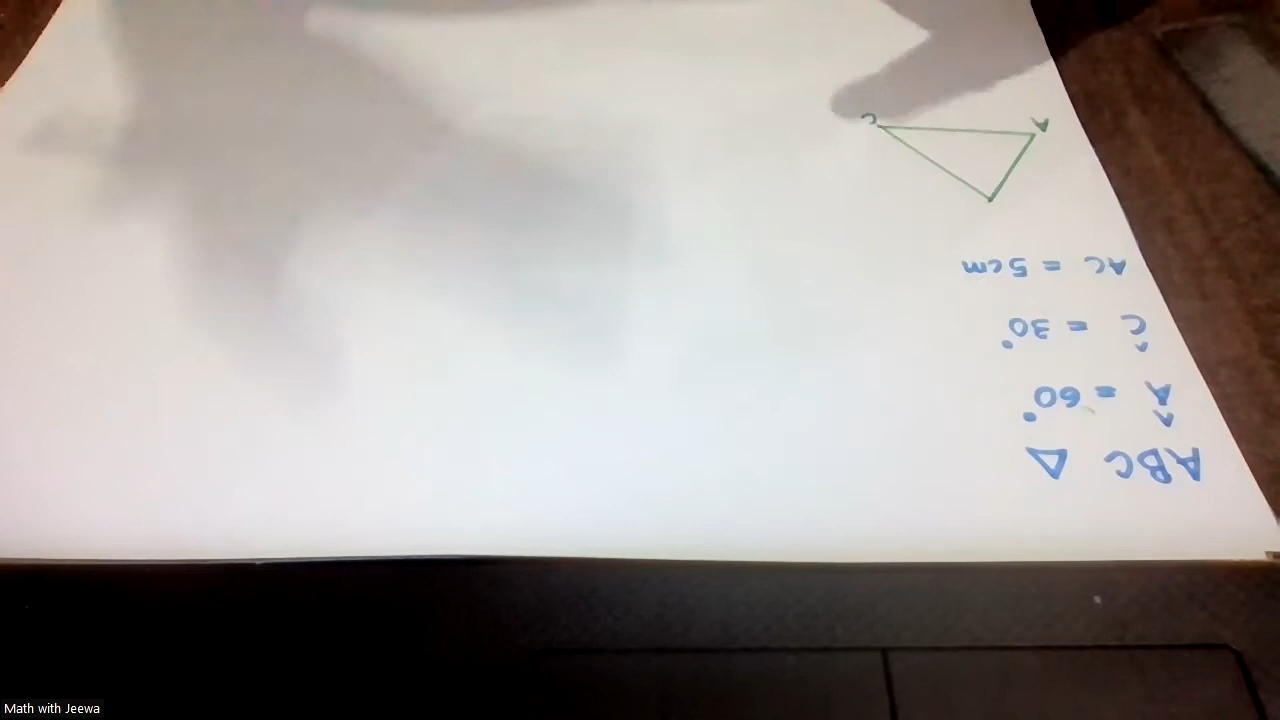 ABC Δ
Â = 60°
Ĉ = 30°
AC = 5cm
A
C
Math with Jeewa